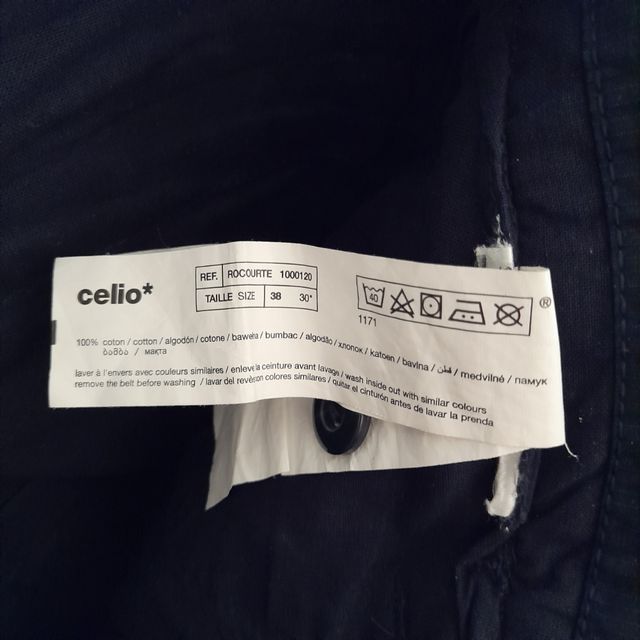 celio*
REF. ROCOURTE 1000120
TAILLE SIZE 38 30"
40
®
1171
100% coton / cotton / algodón / cotone / bawełna / bumbac / algodão / хлопок / katoen / bavlna / قطن / medvilnė / памук
ბამბა / мақта
laver à l'envers avec couleurs similaires / enlever la ceinture avant lavage / wash inside out with similar colours
remove the belt before washing / lavar del revés con colores similares / quitar el cinturón antes de lavar la prenda